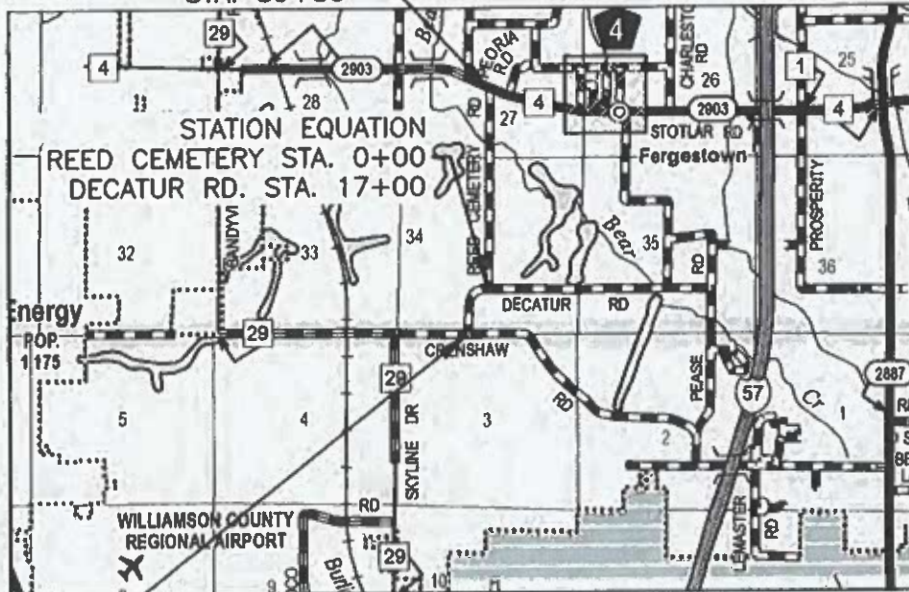 29
4
4
2903
PEORIA RD
CHARLES
RD
26
1
25
28
27
4
2903
4
STATION EQUATION
REED CEMETERY STA. 0+00
DECATUR RD. STA. 17+00
STOTLAR RD
Fergestown
REED CEMETERY RD
PROSPERITY
32
33
34
Bear
35
36
RD
DECATUR RD
Energy
POP.
1175
29
CRENSHAW
RD
29
PEASE
57
2887
Cr
5
4
3
2
1
SKYLINE DR
WILLIAMSON COUNTY
REGIONAL AIRPORT
RD
29
LEMASTER
RD
10